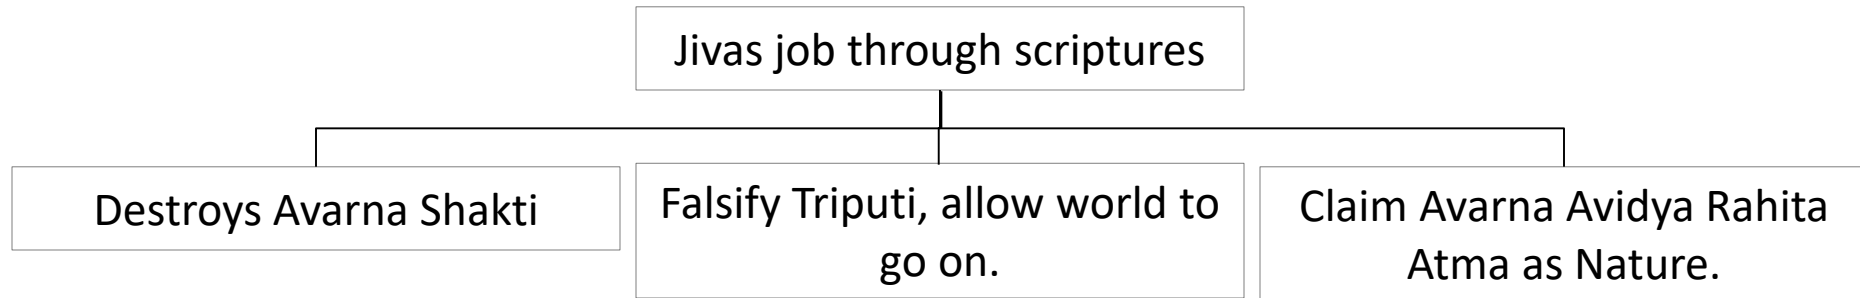 Jivas job through scriptures
Destroys Avarna Shakti
Falsify Triputi, allow world to
go on.
Claim Avarna Avidya Rahita
Atma as Nature.